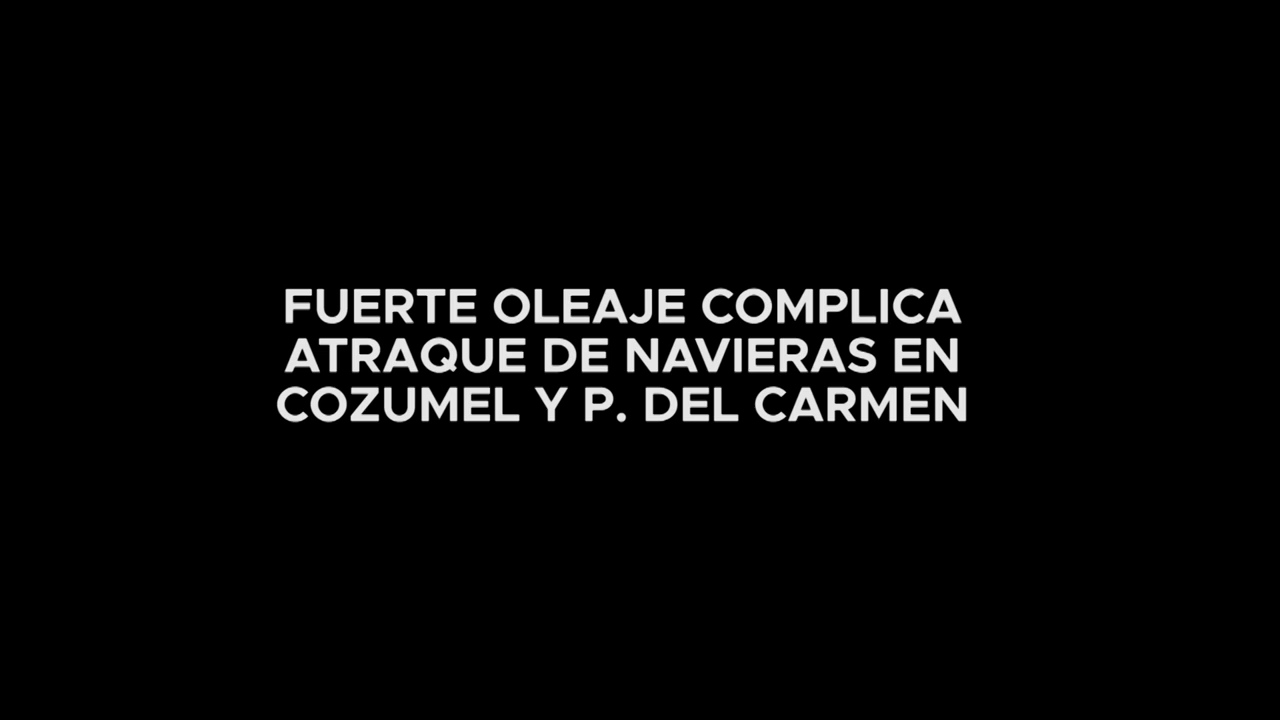 FUERTE OLEAJE COMPLICA
ATRAQUE DE NAVIERAS EN
COZUMEL Y P. DEL CARMEN